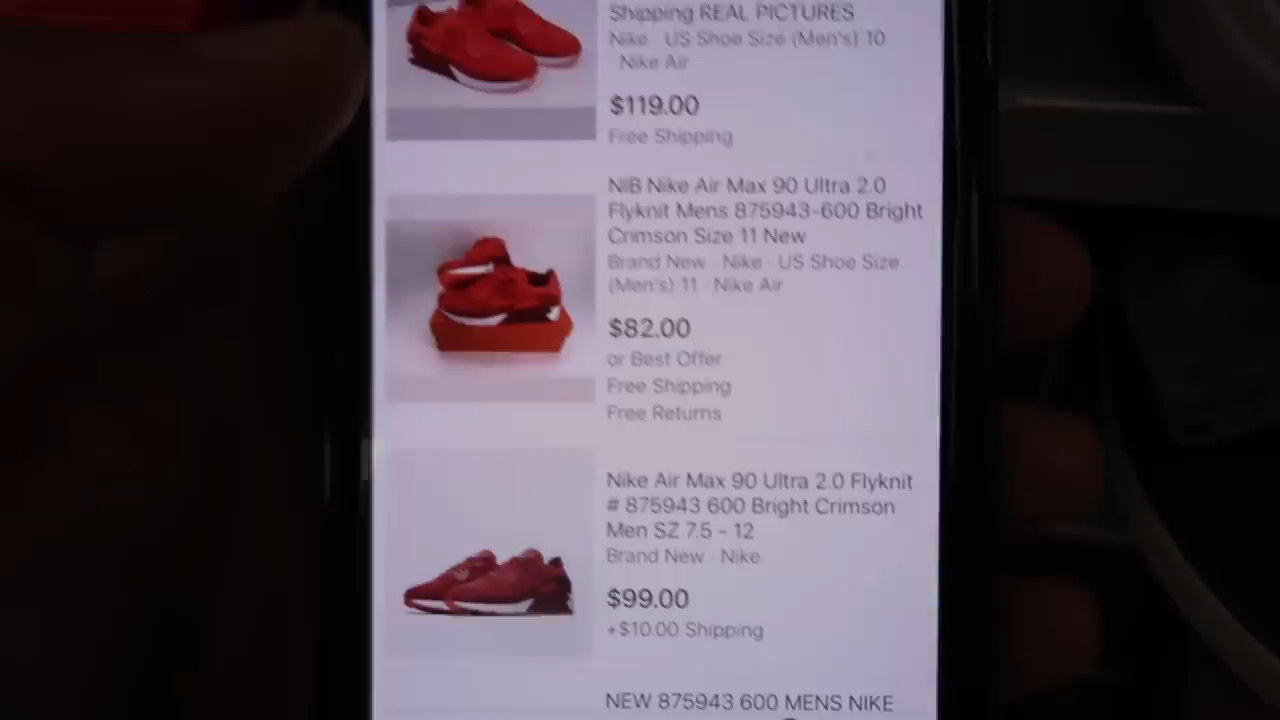 Shipping REAL PICTURES
Nike · US Shoe Size (Men's) 10
· Nike Air
$119.00
Free Shipping
NIB Nike Air Max 90 Ultra 2.0
Flyknit Mens 875943-600 Bright
Crimson Size 11 New
Brand New · Nike · US Shoe Size
(Men's) 11 · Nike Air
$82.00
or Best Offer
Free Shipping
Free Returns
Nike Air Max 90 Ultra 2.0 Flyknit
# 875943 600 Bright Crimson
Men SZ 7.5 - 12
Brand New · Nike
$99.00
+$10.00 Shipping
NEW 875943 600 MENS NIKE